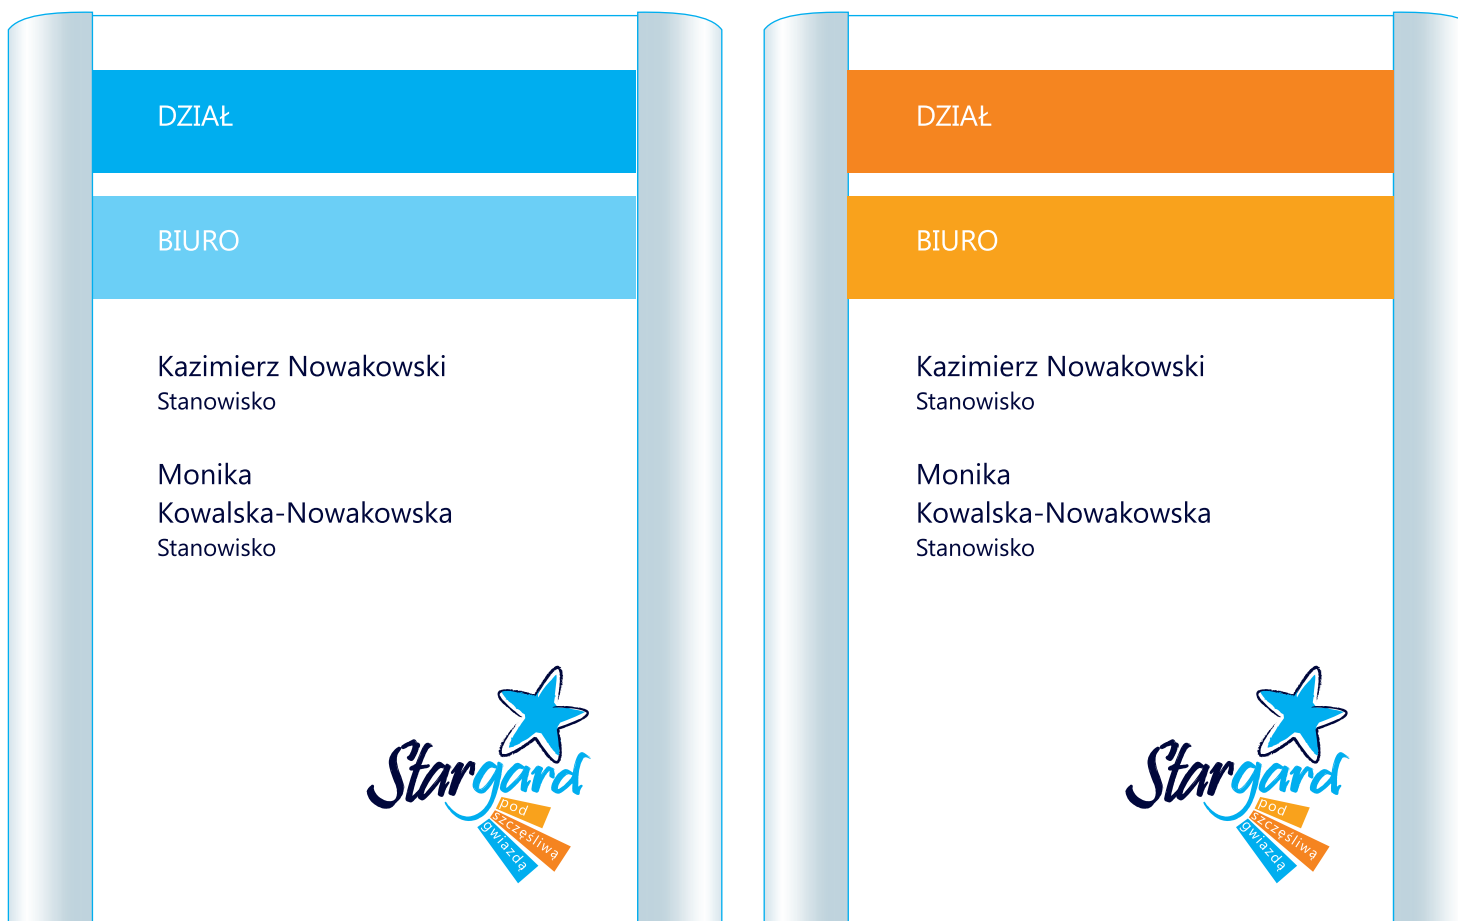 DZIAŁ
BIURO
Kazimierz Nowakowski
Stanowisko
Monika
Kowalska-Nowakowska
Stanowisko
Stargard
pod
szczęśliwą
gwiazdą
DZIAŁ
BIURO
Kazimierz Nowakowski
Stanowisko
Monika
Kowalska-Nowakowska
Stanowisko
Stargard
pod
szczęśliwą
gwiazdą